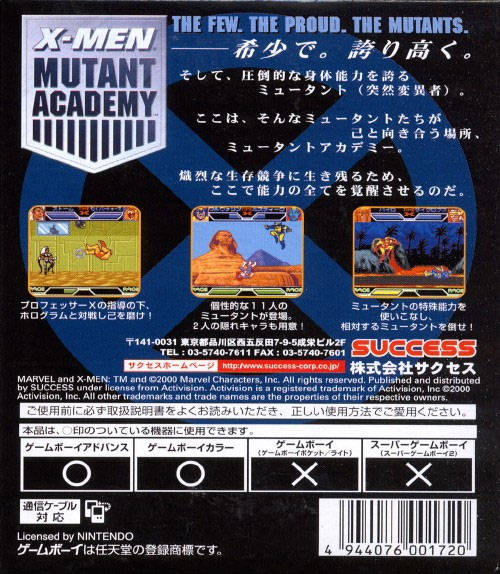 X-MEN
MUTANT
ACADEMY™
THE FEW. THE PROUD. THE MUTANTS.
希少で。誇り高く。
そして、圧倒的な身体能力を誇る
ミュータント(突然変異者)。
ここは、そんなミュータントたちが
己と向き合う場所、
ミュータントアカデミー。
熾烈な生存競争に生き残るため、
ここで能力の全てを覚醒させるのだ。
RAGE RAGE
RAGE RAGE
RAGE RAGE
プロフェッサーXの指導の下、
ホログラムと対戦し己を磨け!
個性的な11人の
ミュータントが登場。
2人の隠れキャラも用意!
ミュータントの特殊能力を
使いこなし、
相対するミュータントを倒せ!
〒141-0031 東京都品川区西五反田7-9-5成栄ビル2F
TEL : 03-5740-7611 FAX : 03-5740-7601
サクセスホームページ http://www.success-corp.co.jp/
SUCCESS
株式会社サクセス
MARVEL and X-MEN: TM and ©2000 Marvel Characters, Inc. All rights reserved. Published and distributed
by SUCCESS under license from Activision. Activision is a registered trademark of Activision, Inc ©2000
Activision, Inc. All other trademarks and trade names are the properties of their respective owners.
ご使用前に必ず取扱説明書をよくお読みいただき、正しい使用方法でご愛用ください。
本品は、○印のついている機器に使用できます。
ゲームボーイアドバンス
ゲームボーイカラー
ゲームボーイ
(ゲームボーイポケット/ライト)
スーパーゲームボーイ
(スーパーゲームボーイ2)
○ ○ × ×
通信ケーブル
対応
Licensed by NINTENDO
ゲームボーイは任天堂の登録商標です。
4 944076 001720